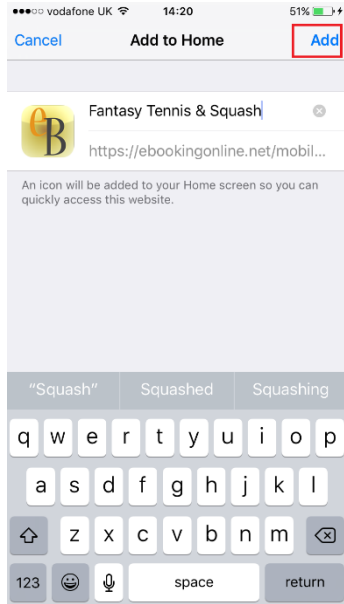 vodafone UK 14:20 51%
Cancel Add to Home Add
eB
Fantasy Tennis & Squash
https://ebookingonline.net/mobil...
An icon will be added to your Home screen so you can
quickly access this website.
“Squash” Squashed Squashing
q w e r t y u i o p
a s d f g h j k l
z x c v b n m
123 space return